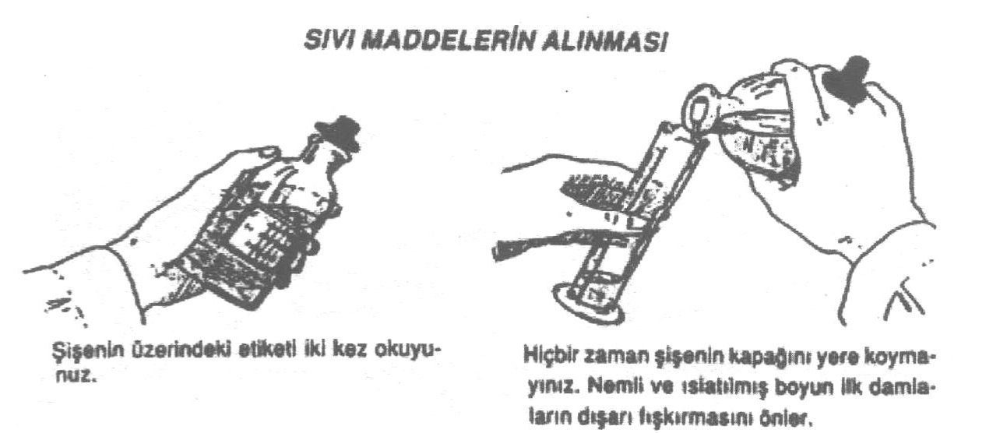 SIVI MADDELERİN ALINMASI
Şişenin üzerindeki etiketi iki kez okuyu-
nuz.
Hiçbir zaman şişenin kapağını yere koyma-
yınız. Nemli ve ıslatılmış boyun ilk damla-
ların dışarı fışkırmasını önler.